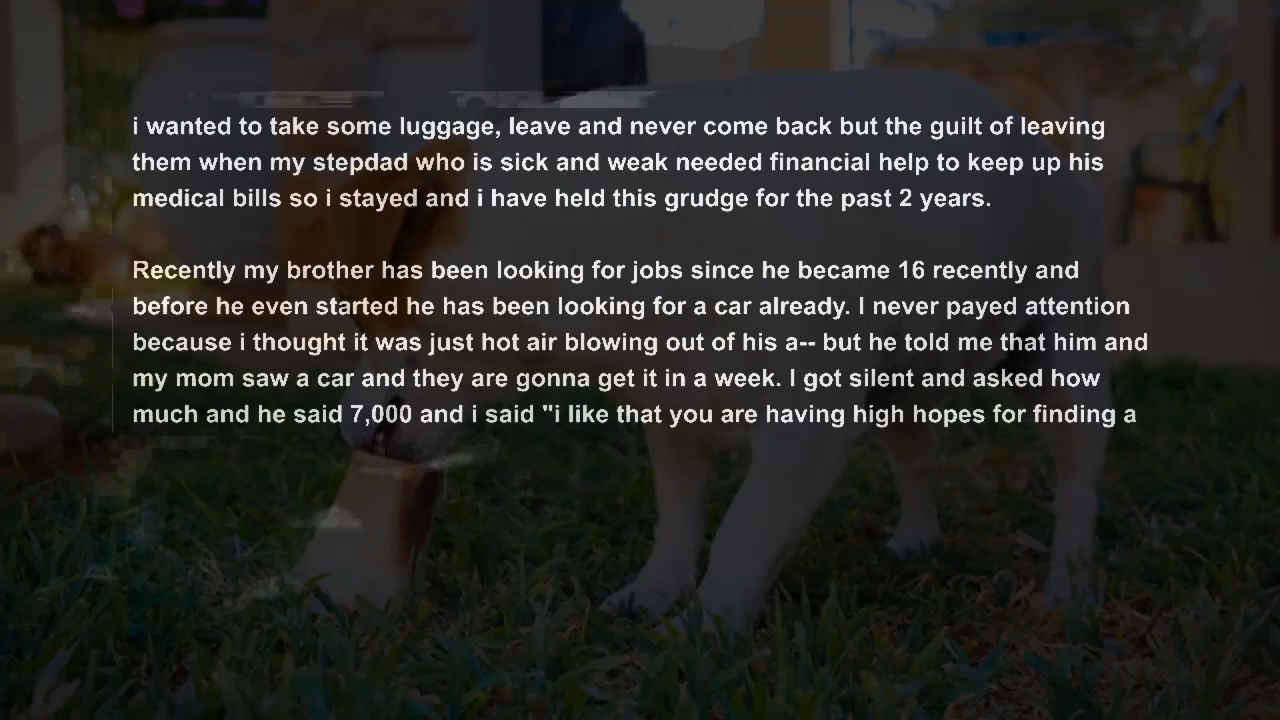 i wanted to take some luggage, leave and never come back but the guilt of leaving
them when my stepdad who is sick and weak needed financial help to keep up his
medical bills so i stayed and i have held this grudge for the past 2 years.
Recently my brother has been looking for jobs since he became 16 recently and
before he even started he has been looking for a car already. I never payed attention
because i thought it was just hot air blowing out of his a-- but he told me that him and
my mom saw a car and they are gonna get it in a week. I got silent and asked how
much and he said 7,000 and i said "i like that you are having high hopes for finding a